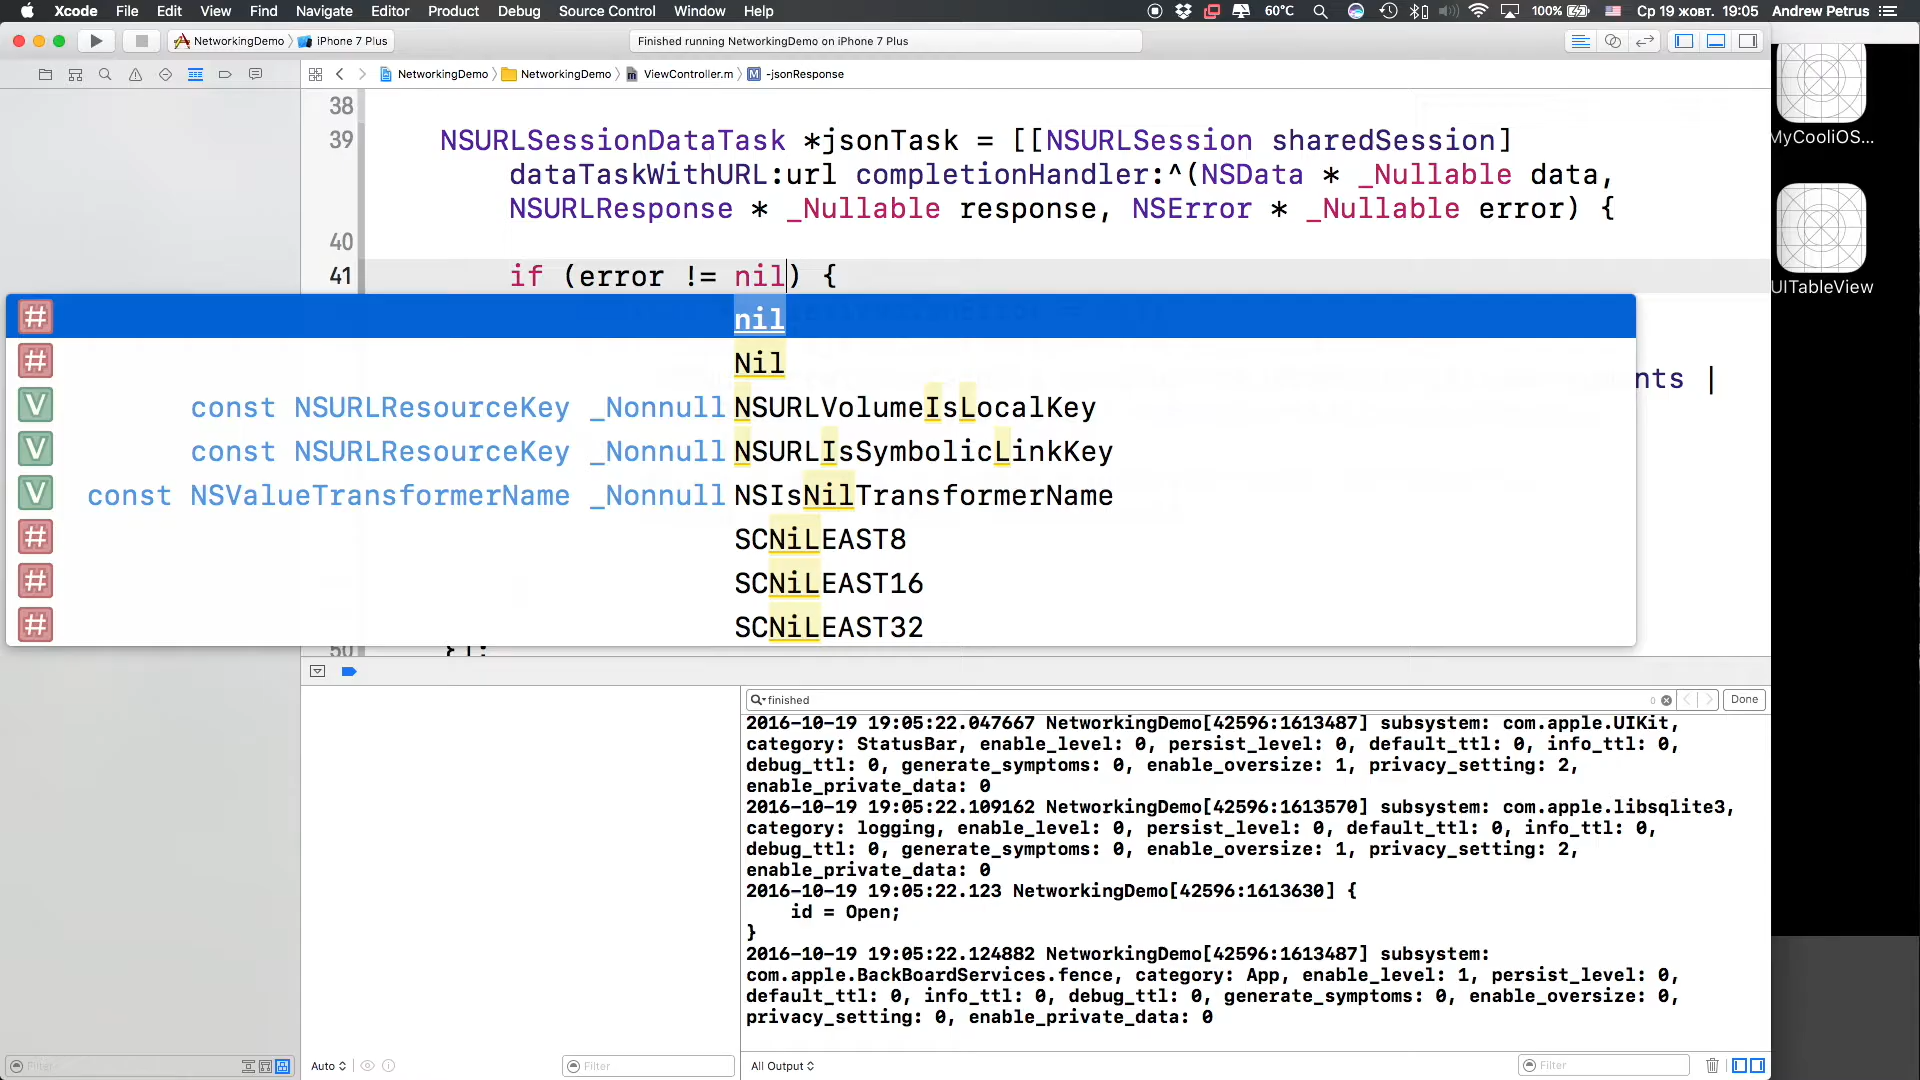 Xcode File Edit View Find Navigate Editor Product Debug Source Control Window Help 60°C 100% Ср 19 жовт. 19:05 Andrew Petrus
NetworkingDemo iPhone 7 Plus Finished running NetworkingDemo on iPhone 7 Plus
NetworkingDemo NetworkingDemo ViewController.m M -jsonResponse
MyCooliOS...
UITableView
38
39 NSURLSessionDataTask *jsonTask = [[NSURLSession sharedSession]
dataTaskWithURL:url completionHandler:^(NSData * _Nullable data,
NSURLResponse * _Nullable response, NSError * _Nullable error) {
40
41 if (error != nil) {
# nil
# Nil
nts |
V const NSURLResourceKey _Nonnull NSURLVolumeIsLocalKey
V const NSURLResourceKey _Nonnull NSURLIsSymbolicLinkKey
V const NSValueTransformerName _Nonnull NSIsNilTransformerName
# SCNiLEAST8
# SCNiLEAST16
# SCNiLEAST32
50 }];
finished 0 Done
2016-10-19 19:05:22.047667 NetworkingDemo[42596:1613487] subsystem: com.apple.UIKit,
category: StatusBar, enable_level: 0, persist_level: 0, default_ttl: 0, info_ttl: 0,
debug_ttl: 0, generate_symptoms: 0, enable_oversize: 1, privacy_setting: 2,
enable_private_data: 0
2016-10-19 19:05:22.109162 NetworkingDemo[42596:1613570] subsystem: com.apple.libsqlite3,
category: logging, enable_level: 0, persist_level: 0, default_ttl: 0, info_ttl: 0,
debug_ttl: 0, generate_symptoms: 0, enable_oversize: 1, privacy_setting: 2,
enable_private_data: 0
2016-10-19 19:05:22.123 NetworkingDemo[42596:1613630] {
id = Open;
}
2016-10-19 19:05:22.124882 NetworkingDemo[42596:1613487] subsystem:
com.apple.BackBoardServices.fence, category: App, enable_level: 1, persist_level: 0,
default_ttl: 0, info_ttl: 0, debug_ttl: 0, generate_symptoms: 0, enable_oversize: 0,
privacy_setting: 0, enable_private_data: 0
Filter Auto Filter All Output Filter